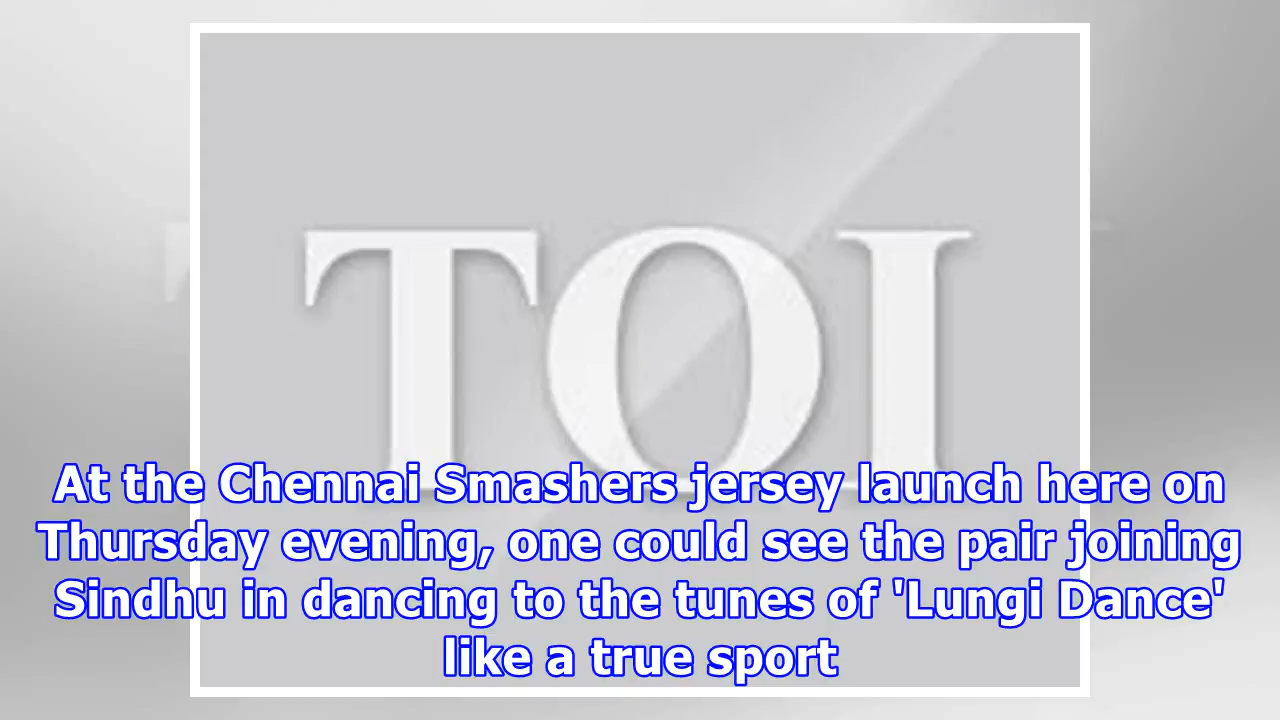 TOI
At the Chennai Smashers jersey launch here on
Thursday evening, one could see the pair joining
Sindhu in dancing to the tunes of 'Lungi Dance'
like a true sport